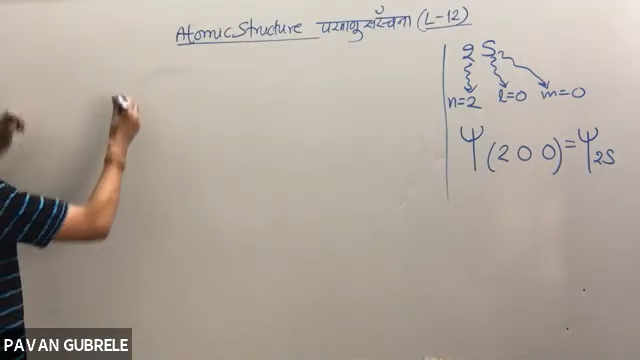 Atomic Structure परमाणु सँरचना (L-12)
2 S
n=2 l=0 m=0
Ψ(2 0 0) = Ψ2S
PAVAN GUBRELE